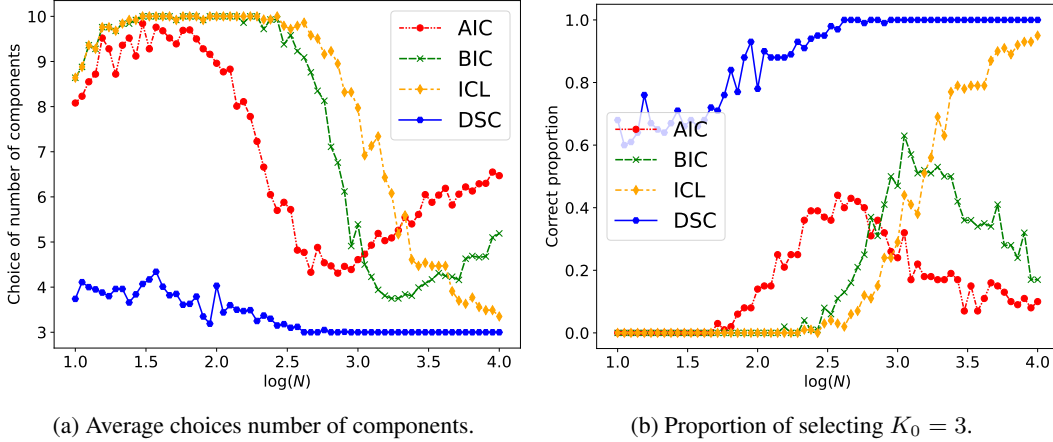 10
9
8
7
6
5
4
3
Choice of number of components
1.0 1.5 2.0 2.5 3.0 3.5 4.0
log(N)
AIC
BIC
ICL
DSC
(a) Average choices number of components.
1.0
0.8
0.6
0.4
0.2
0.0
Correct proportion
1.0 1.5 2.0 2.5 3.0 3.5 4.0
log(N)
AIC
BIC
ICL
DSC
(b) Proportion of selecting K₀ = 3.